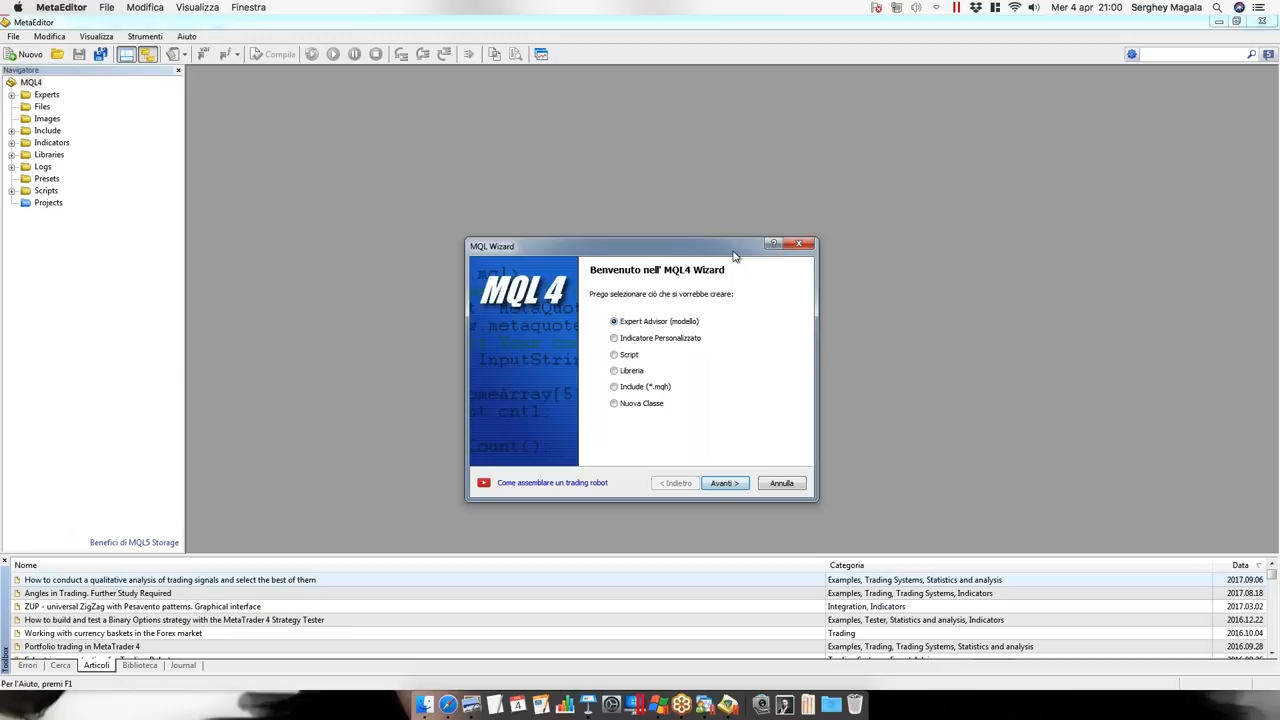 MetaEditor File Modifica Visualizza Finestra Mer 4 apr 21:00 Serghey Magala
MetaEditor
File Modifica Visualizza Strumenti Aiuto
Nuovo Compila
Navigatore
MQL4
Experts
Files
Images
Include
Indicators
Libraries
Logs
Presets
Scripts
Projects
Benefici di MQL5 Storage
MQL Wizard
MQL 4
Benvenuto nell' MQL4 Wizard
Prego selezionare ciò che si vorrebbe creare:
Expert Advisor (modello)
Indicatore Personalizzato
Script
Libreria
Include (*.mqh)
Nuova Classe
Come assemblare un trading robot
< Indietro Avanti > Annulla
Nome Categoria Data
How to conduct a qualitative analysis of trading signals and select the best of them Examples, Trading Systems, Statistics and analysis 2017.09.06
Angles in Trading. Further Study Required Examples, Trading, Trading Systems, Indicators 2017.08.18
ZUP - universal ZigZag with Pesavento patterns. Graphical interface Integration, Indicators 2017.03.02
How to build and test a Binary Options strategy with the MetaTrader 4 Strategy Tester Examples, Tester, Statistics and analysis, Indicators 2016.12.22
Working with currency baskets in the Forex market Trading 2016.10.04
Portfolio trading in MetaTrader 4 Examples, Trading, Trading Systems, Statistics and analysis 2016.09.28
Toolbox
Errori Cerca Articoli Biblioteca Journal
Per l'Aiuto, premi F1